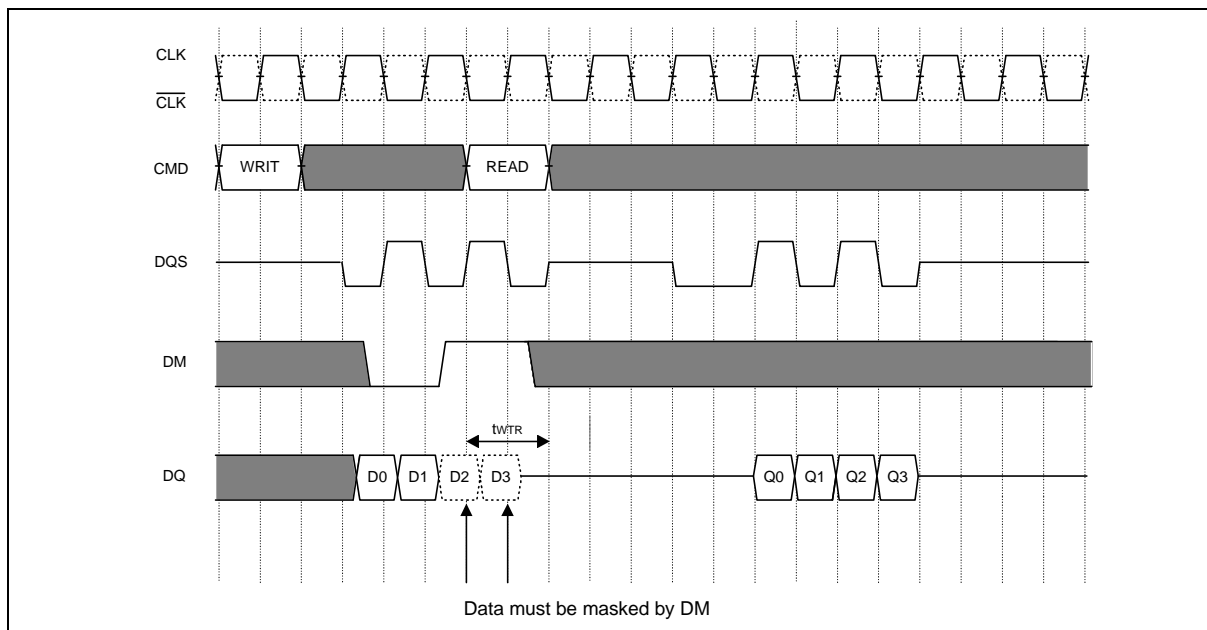 CLK
C̅L̅K̅
CMD WRIT READ
DQS
DM
tWTR
DQ D0 D1 D2 D3 Q0 Q1 Q2 Q3
Data must be masked by DM